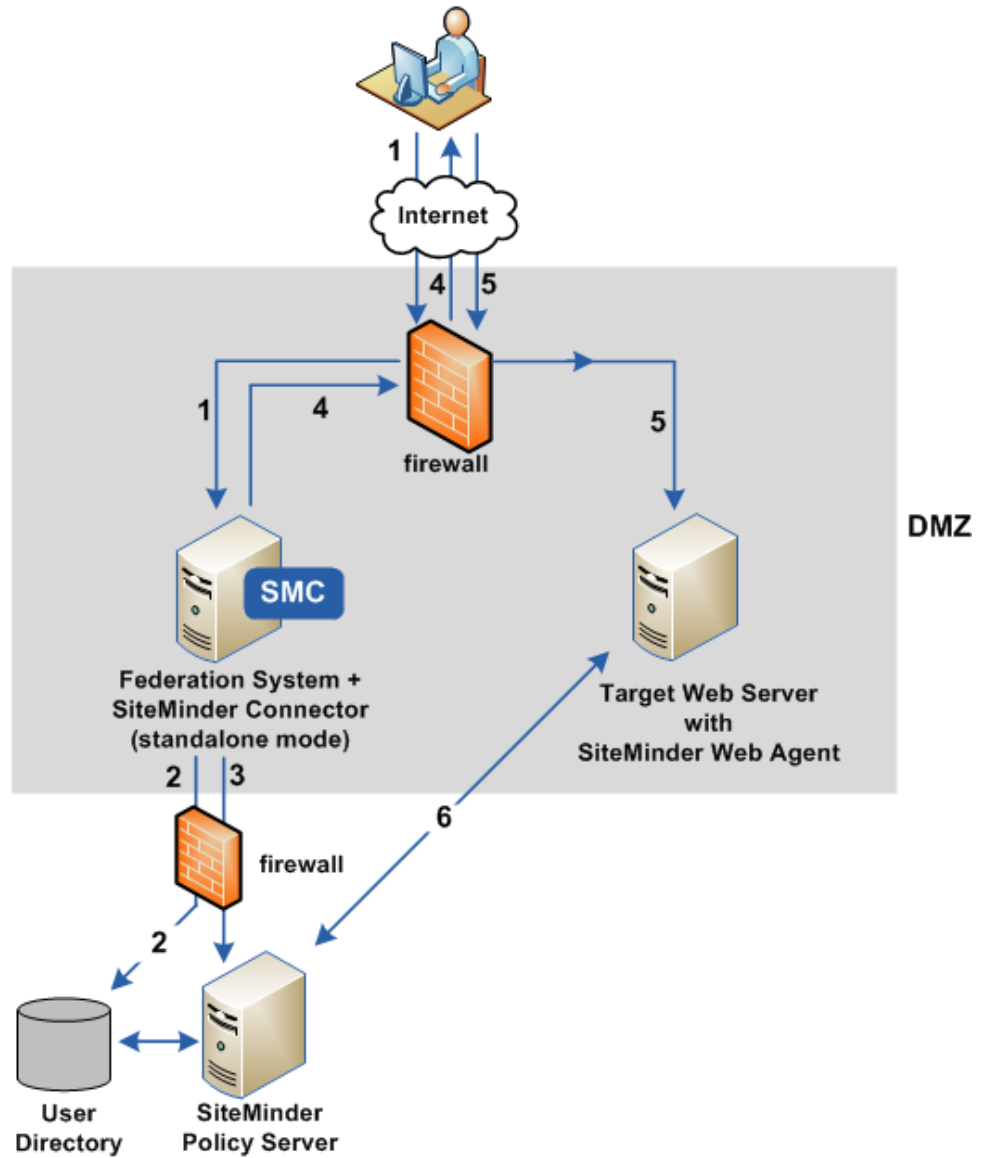 1
Internet
4
5
1
4
5
firewall
DMZ
SMC
Federation System +
SiteMinder Connector
(standalone mode)
Target Web Server
with
SiteMinder Web Agent
2
3
6
firewall
2
User
Directory
SiteMinder
Policy Server